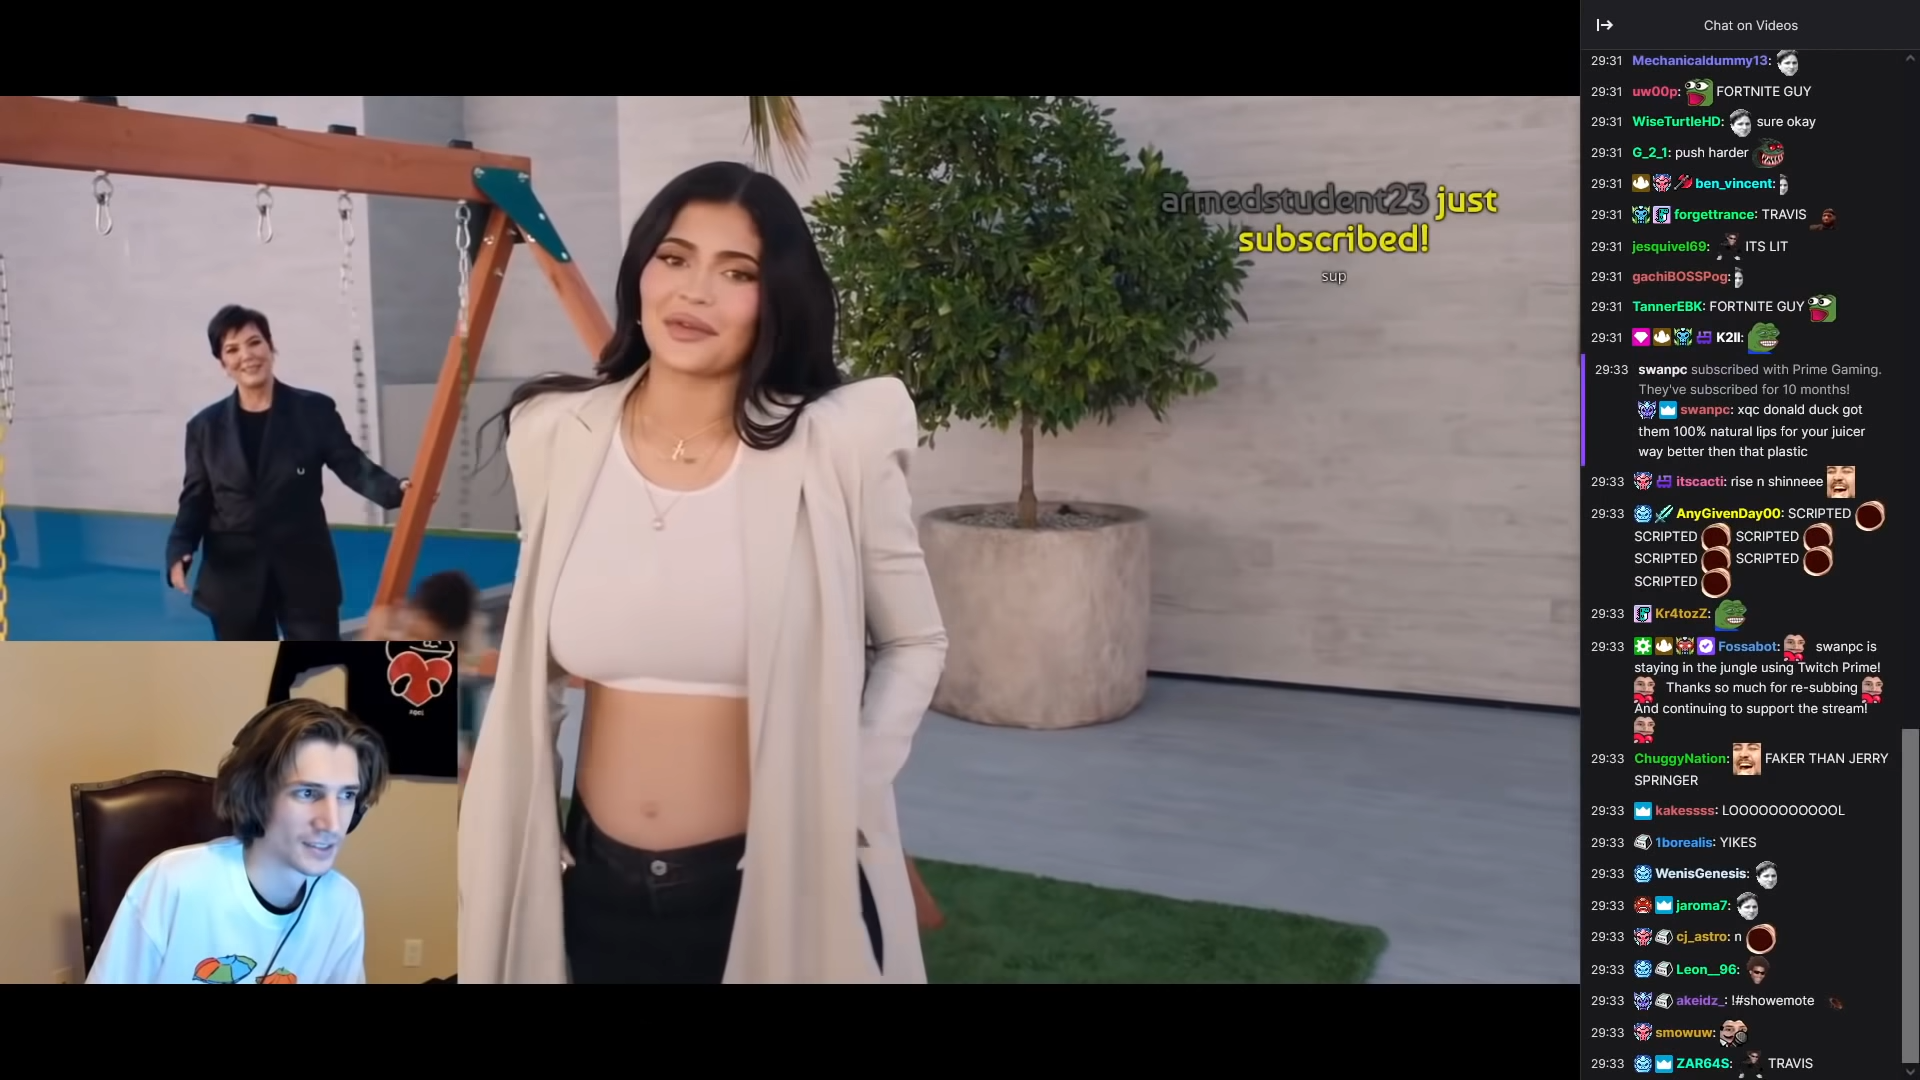 Chat on Videos
armedstudent23 just
subscribed!
sup
29:31 Mechanicaldummy13:
29:31 uw00p: FORTNITE GUY
29:31 WiseTurtleHD: sure okay
29:31 G_2_1: push harder
29:31 ben_vincent:
29:31 forgettrance: TRAVIS
29:31 jesquivel69: ITS LIT
29:31 gachiBOSSPog:
29:31 TannerEBK: FORTNITE GUY
29:31
29:33 swanpc subscribed with Prime Gaming.
They've subscribed for 10 months!
swanpc: xqc donald duck got
them 100% natural lips for your juicer
way better then that plastic
29:33 itscacti: rise n shinneee
29:33 AnyGivenDay00: SCRIPTED
SCRIPTED SCRIPTED
SCRIPTED SCRIPTED
SCRIPTED
29:33 Kr4tozZ:
29:33 Fossabot: swanpc is
staying in the jungle using Twitch Prime!
Thanks so much for re-subbing
And continuing to support the stream!
29:33 ChuggyNation: FAKER THAN JERRY
SPRINGER
29:33 kakessss: LOOOOOOOOOOOL
29:33 1borealis: YIKES
29:33 WenisGenesis:
29:33 jaroma7:
29:33 cj_astro: n
29:33 Leon__96:
29:33 akeidz_: !#showemote
29:33 smowuw:
29:33 ZAR64S: TRAVIS